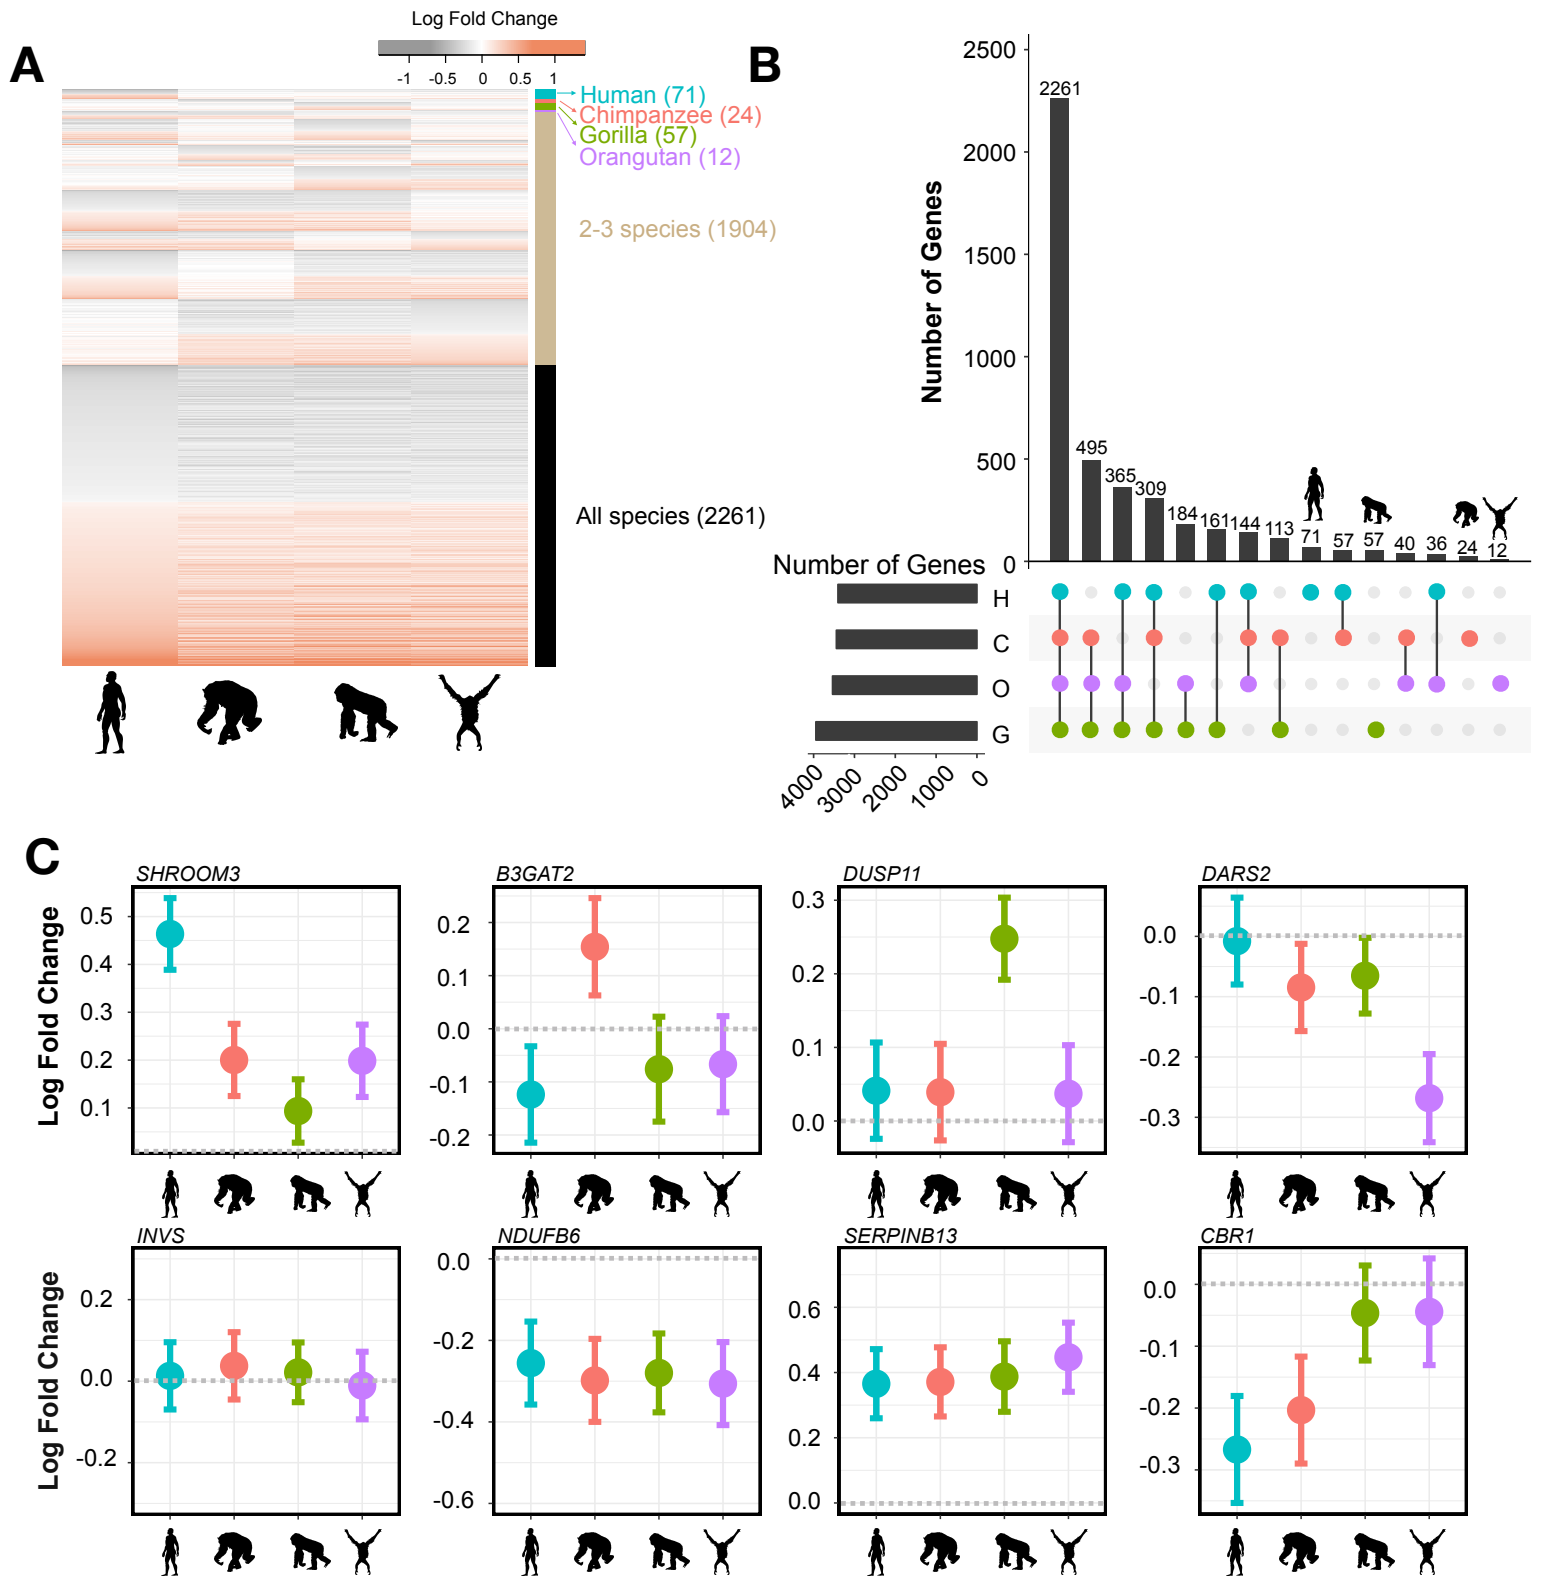 A
Log Fold Change
-1 -0.5 0 0.5 1
Human (71)
Chimpanzee (24)
Gorilla (57)
Orangutan (12)
2-3 species (1904)
All species (2261)
B
Number of Genes
2500
2000
1500
1000
500
0
2261
495
365
309
184
161
144
113
71
57
57
40
36
24
12
Number of Genes
H
C
O
G
4000 3000 2000 1000 0
C
SHROOM3
Log Fold Change
0.5
0.4
0.3
0.2
0.1
B3GAT2
0.2
0.1
0.0
-0.1
-0.2
DUSP11
0.3
0.2
0.1
0.0
DARS2
0.0
-0.1
-0.2
-0.3
INVS
Log Fold Change
0.2
0.0
-0.2
NDUFB6
0.0
-0.2
-0.4
-0.6
SERPINB13
0.6
0.4
0.2
0.0
CBR1
0.0
-0.1
-0.2
-0.3